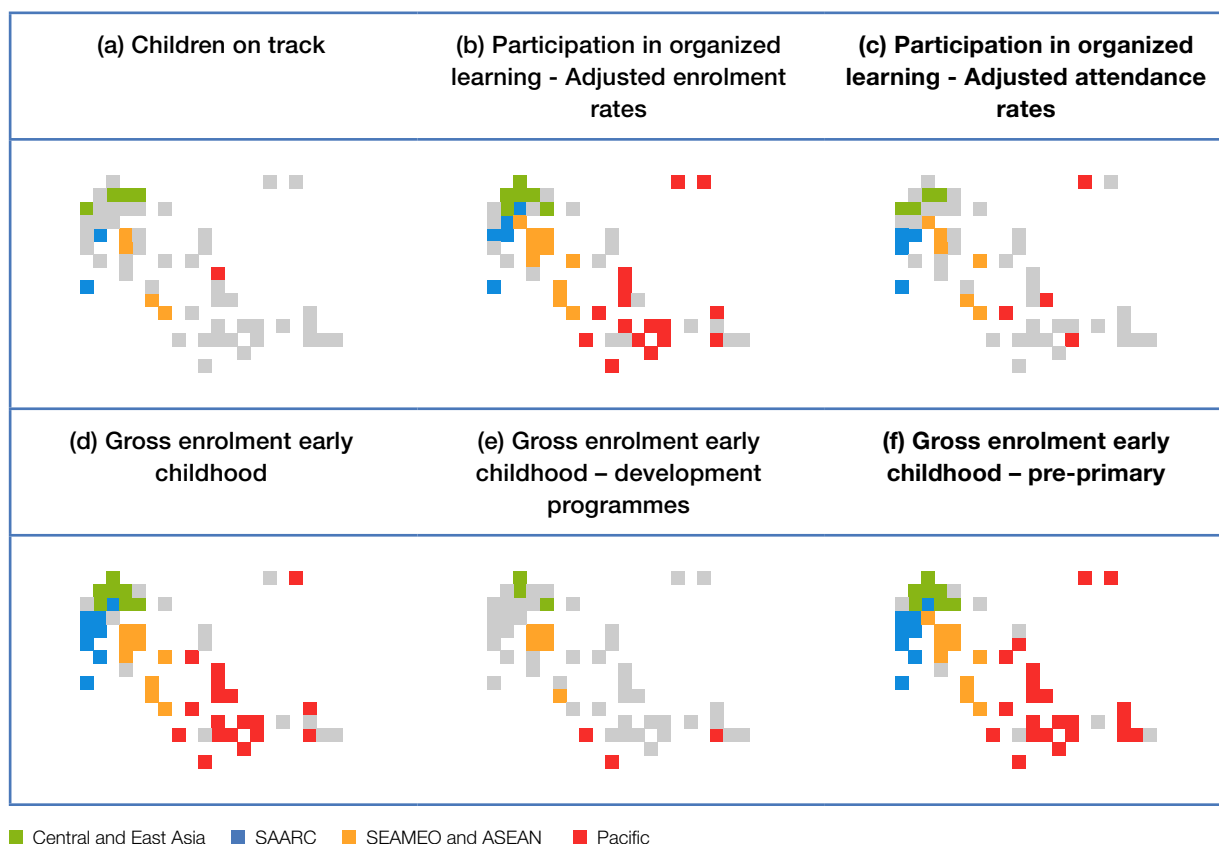 (a) Children on track
(b) Participation in organized
learning - Adjusted enrolment
rates
(c) Participation in organized
learning - Adjusted attendance
rates
(d) Gross enrolment early
childhood
(e) Gross enrolment early
childhood – development
programmes
(f) Gross enrolment early
childhood – pre-primary
Central and East Asia SAARC SEAMEO and ASEAN Pacific